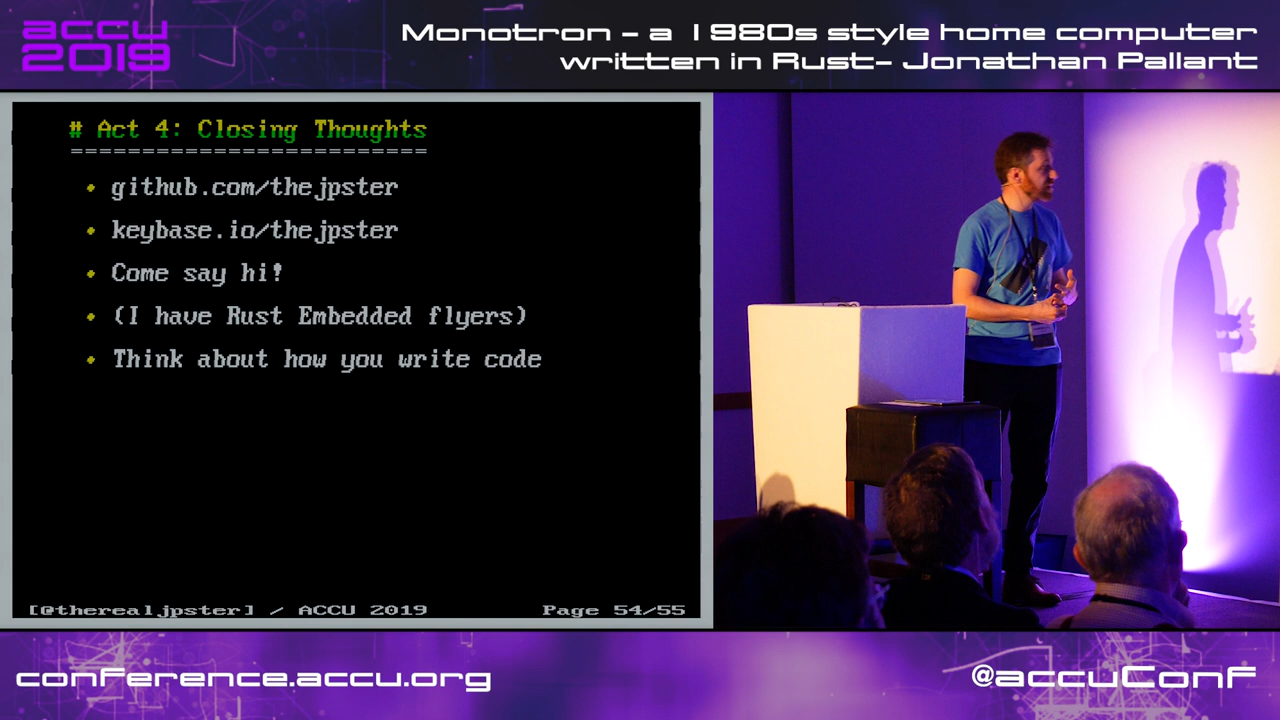 accu
2019
Monotron - a 1980s style home computer
written in Rust- Jonathan Pallant
# Act 4: Closing Thoughts
=========================
• github.com/thejpster
• keybase.io/thejpster
• Come say hi!
• (I have Rust Embedded flyers)
• Think about how you write code
[@therealjpster] / ACCU 2019
Page 54/55
conference.accu.org
@accuConf